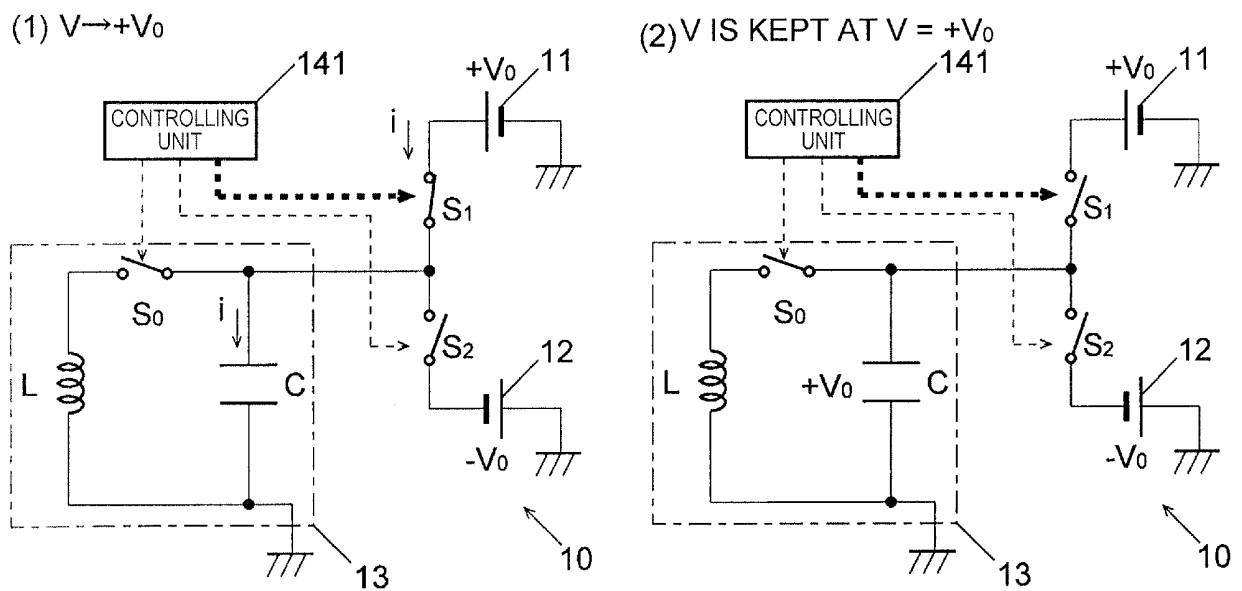 (1) V→+V0
141
CONTROLLING
UNIT
+V0
11
i
S1
S0
i
S2
12
L
C
-V0
10
13
(2) V IS KEPT AT V = +V0
141
CONTROLLING
UNIT
+V0
11
S1
S0
S2
12
L
+V0
C
-V0
10
13